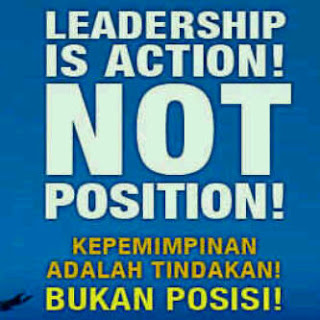 LEADERSHIP
IS ACTION!
NOT
POSITION!
KEPEMIMPINAN
ADALAH TINDAKAN!
BUKAN POSISI!